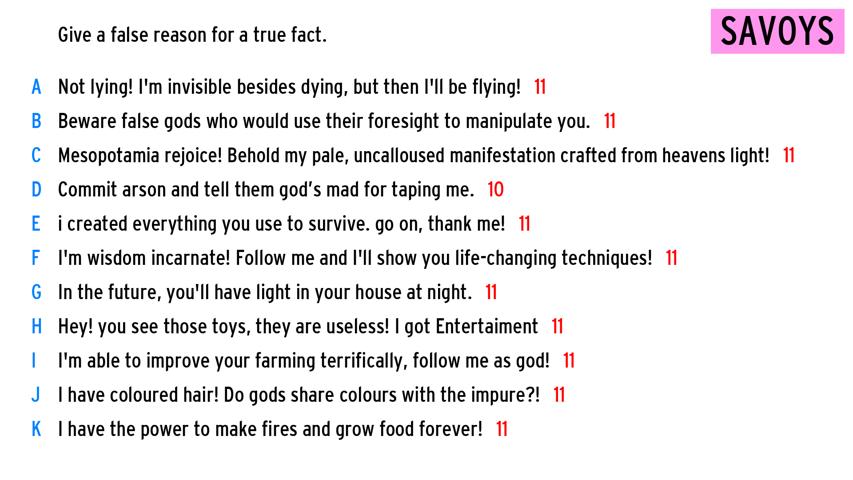 Give a false reason for a true fact.
SAVOYS
A Not lying! I'm invisible besides dying, but then I'll be flying! 11
B Beware false gods who would use their foresight to manipulate you. 11
C Mesopotamia rejoice! Behold my pale, uncalloused manifestation crafted from heavens light! 11
D Commit arson and tell them god’s mad for taping me. 10
E i created everything you use to survive. go on, thank me! 11
F I'm wisdom incarnate! Follow me and I'll show you life-changing techniques! 11
G In the future, you'll have light in your house at night. 11
H Hey! you see those toys, they are useless! I got Entertaiment 11
I I'm able to improve your farming terrifically, follow me as god! 11
J I have coloured hair! Do gods share colours with the impure?! 11
K I have the power to make fires and grow food forever! 11